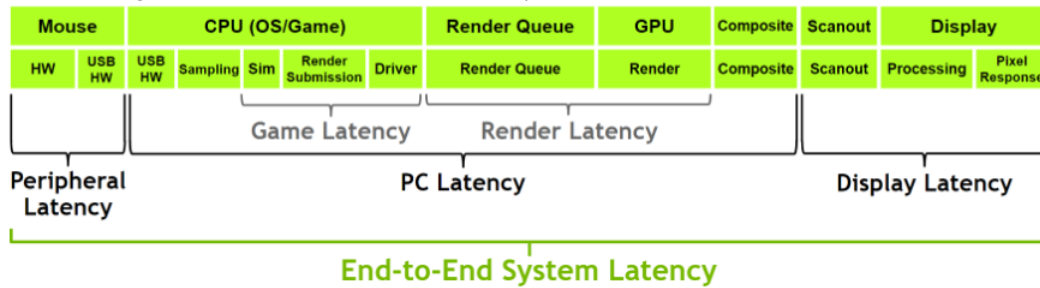 Mouse CPU (OS/Game) Render Queue GPU Composite Scanout Display
HW USB HW USB HW Sampling Sim Render Submission Driver Render Queue Render Composite Scanout Processing Pixel Response
Game Latency Render Latency
Peripheral Latency PC Latency Display Latency
End-to-End System Latency